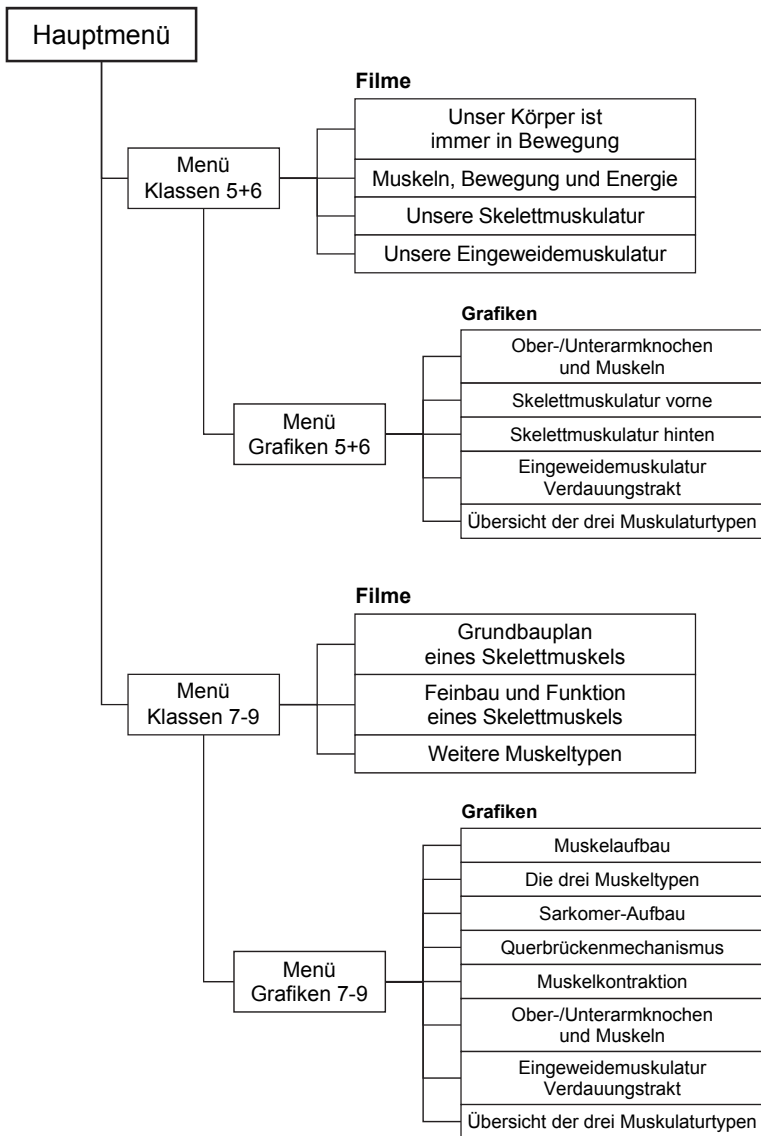 Hauptmenü
Filme
Unser Körper ist
immer in Bewegung
Muskeln, Bewegung und Energie
Unsere Skelettmuskulatur
Unsere Eingeweidemuskulatur
Menü
Klassen 5+6
Grafiken
Ober-/Unterarmknochen
und Muskeln
Skelettmuskulatur vorne
Skelettmuskulatur hinten
Eingeweidemuskulatur
Verdauungstrakt
Übersicht der drei Muskulaturtypen
Menü
Grafiken 5+6
Filme
Grundbauplan
eines Skelettmuskels
Feinbau und Funktion
eines Skelettmuskels
Weitere Muskeltypen
Menü
Klassen 7-9
Grafiken
Muskelaufbau
Die drei Muskeltypen
Sarkomer-Aufbau
Querbrückenmechanismus
Muskelkontraktion
Ober-/Unterarmknochen
und Muskeln
Eingeweidemuskulatur
Verdauungstrakt
Übersicht der drei Muskulaturtypen
Menü
Grafiken 7-9